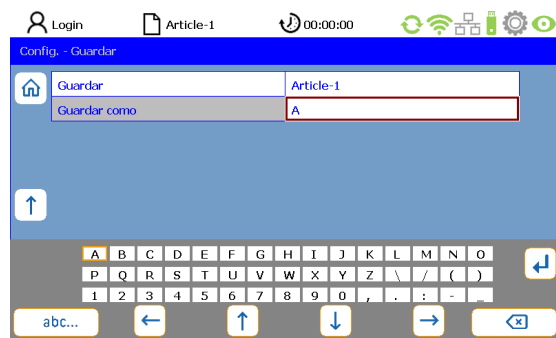 Login Article-1 00:00:00
Config. - Guardar
Guardar Article-1
Guardar como A
A B C D E F G H I J K L M N O
P Q R S T U V W X Y Z \ / ( )
1 2 3 4 5 6 7 8 9 0 , . : - _
abc...